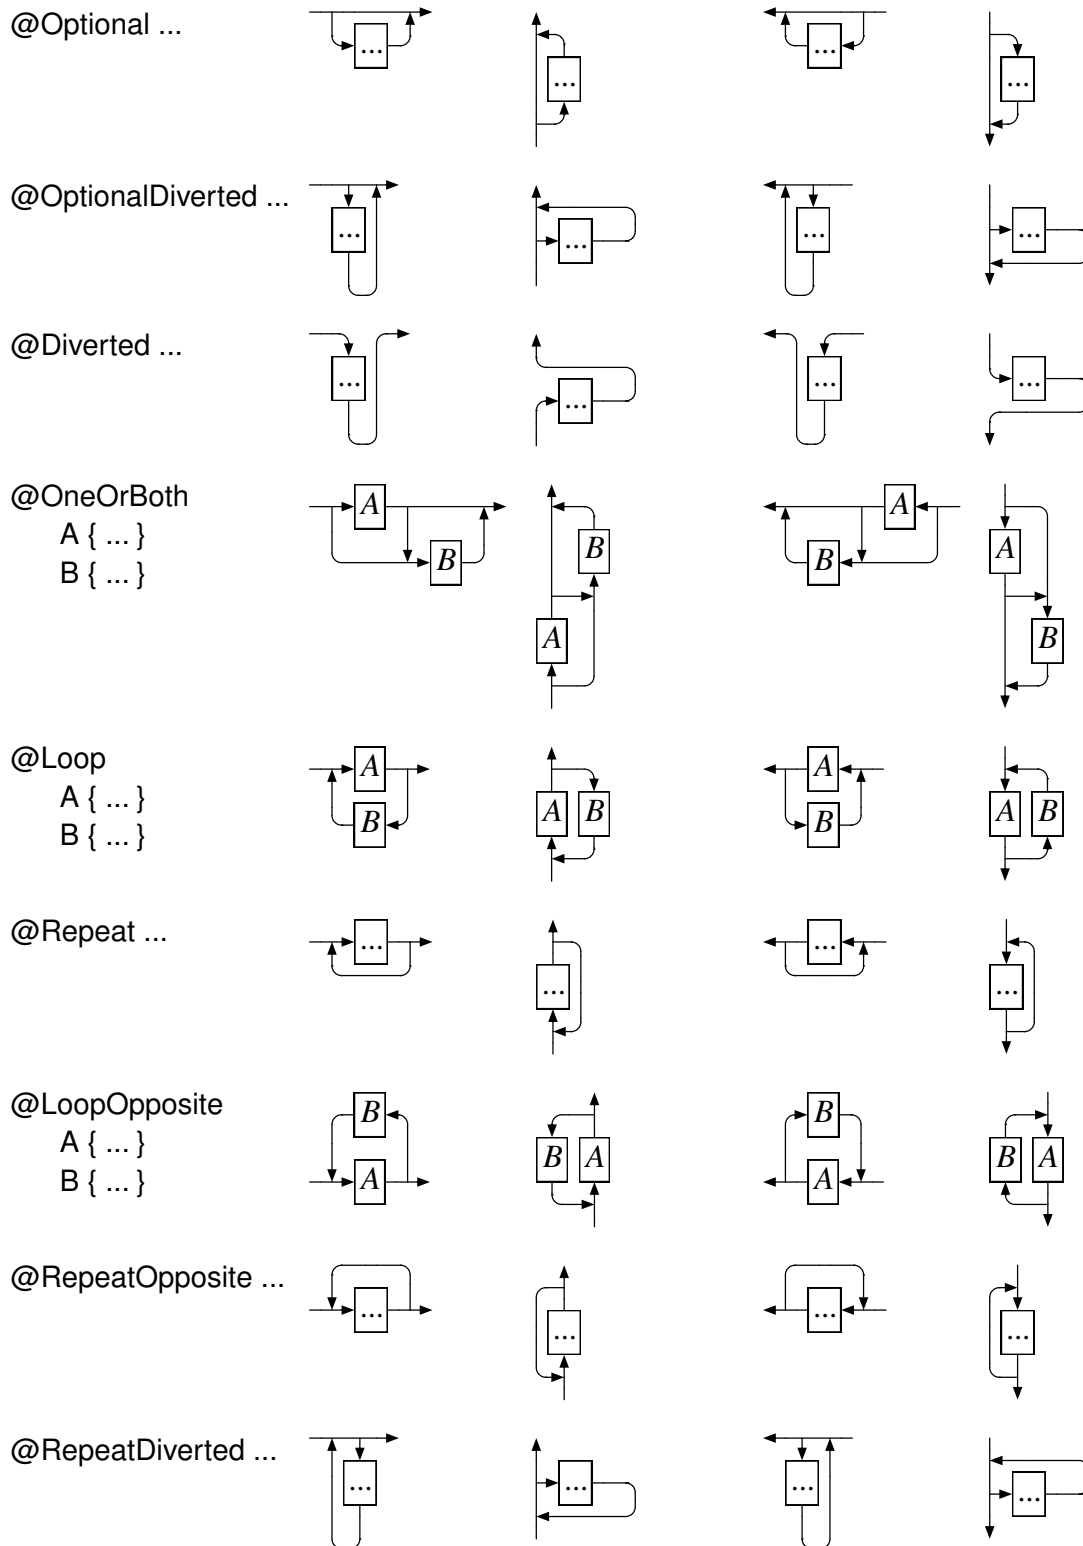 @Optional ...
... ... ... ...
@OptionalDiverted ...
... ... ... ...
@Diverted ...
... ... ... ...
@OneOrBoth
A { ... }
B { ... }
A B A B A B A B
@Loop
A { ... }
B { ... }
A B A B A B A B
@Repeat ...
... ... ... ...
@LoopOpposite
A { ... }
B { ... }
B A B A B A B A
@RepeatOpposite ...
... ... ... ...
@RepeatDiverted ...
... ... ... ...